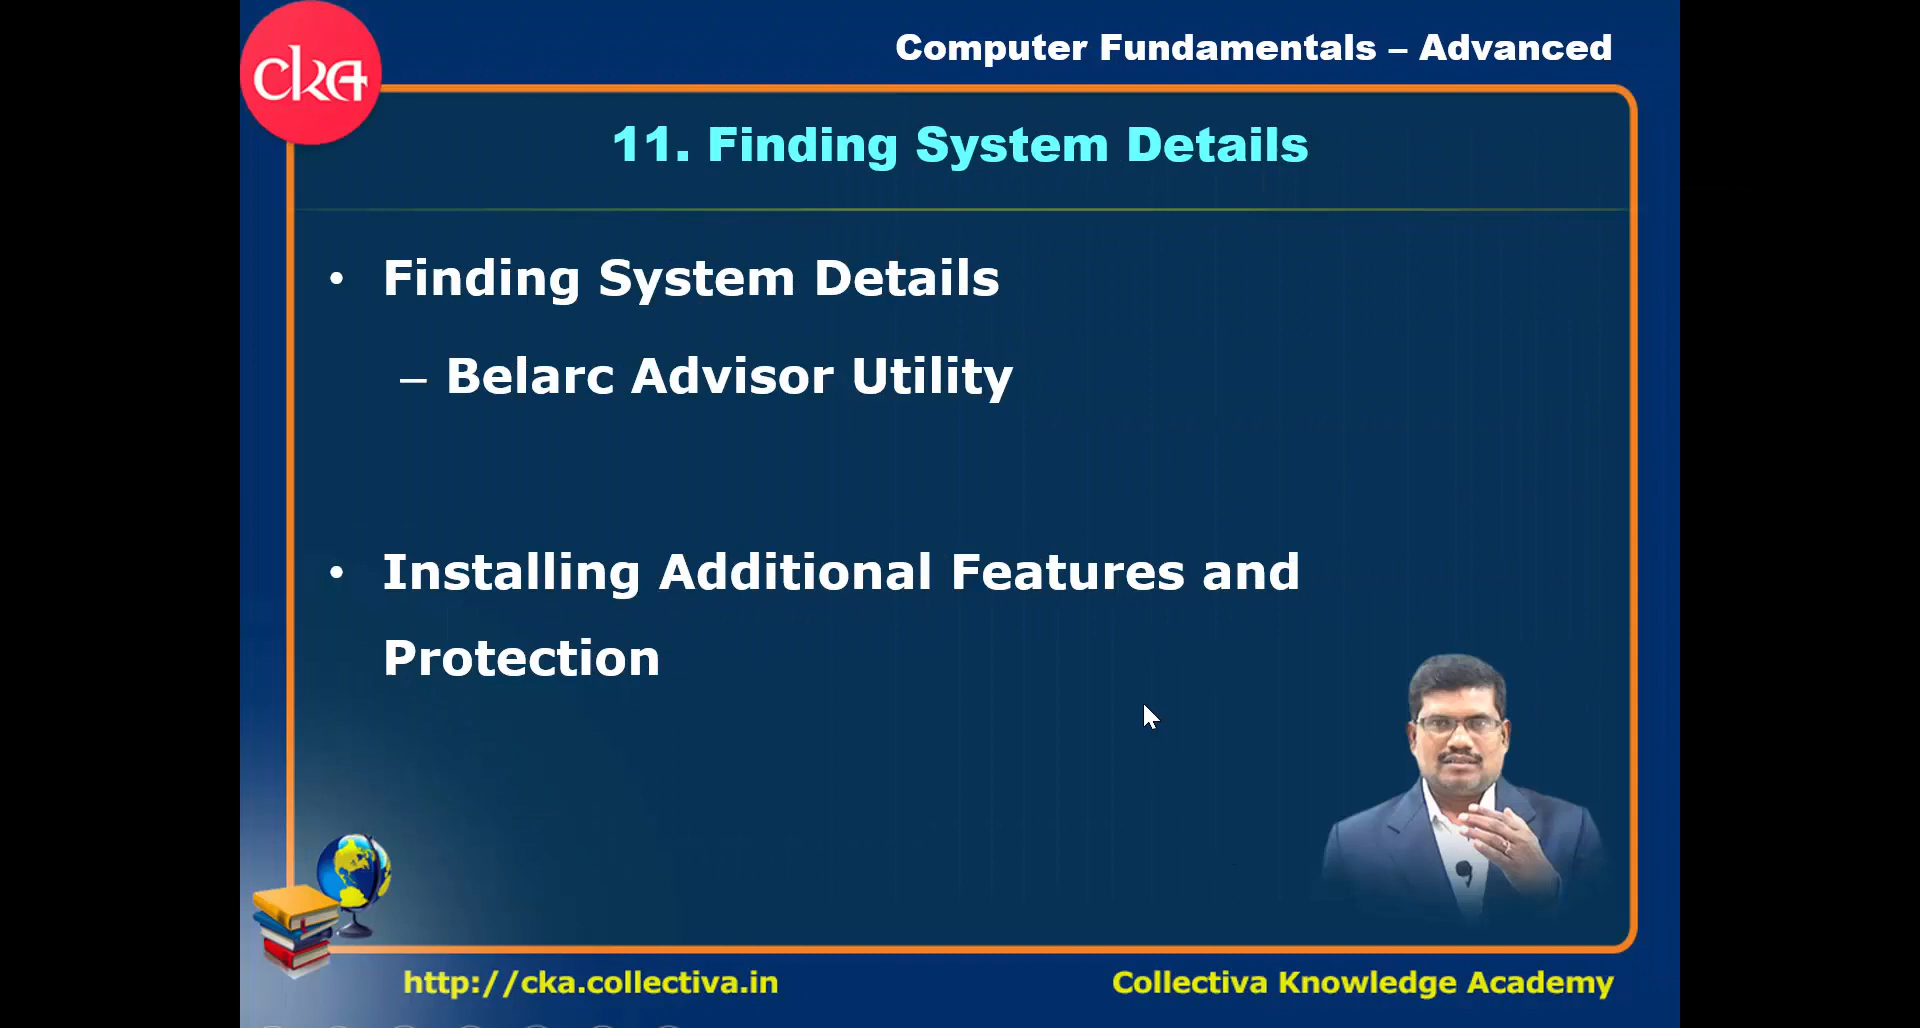 cka
Computer Fundamentals – Advanced
11. Finding System Details
• Finding System Details
– Belarc Advisor Utility
• Installing Additional Features and
Protection
http://cka.collectiva.in
Collectiva Knowledge Academy